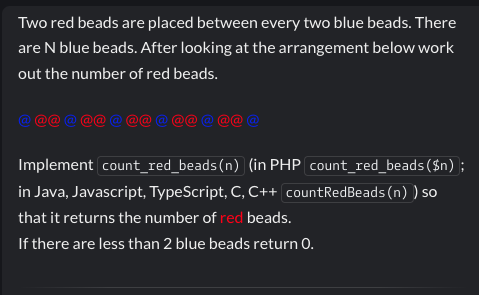 Two red beads are placed between every two blue beads. There
are N blue beads. After looking at the arrangement below work
out the number of red beads.
@ @@ @ @@ @ @@ @ @@ @ @@ @
Implement count_red_beads(n) (in PHP count_red_beads($n);
in Java, Javascript, TypeScript, C, C++ countRedBeads(n) ) so
that it returns the number of red beads.
If there are less than 2 blue beads return 0.